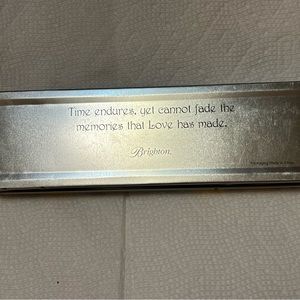 Time endures, yet cannot fade the
memories that Love has made.
Brighton.